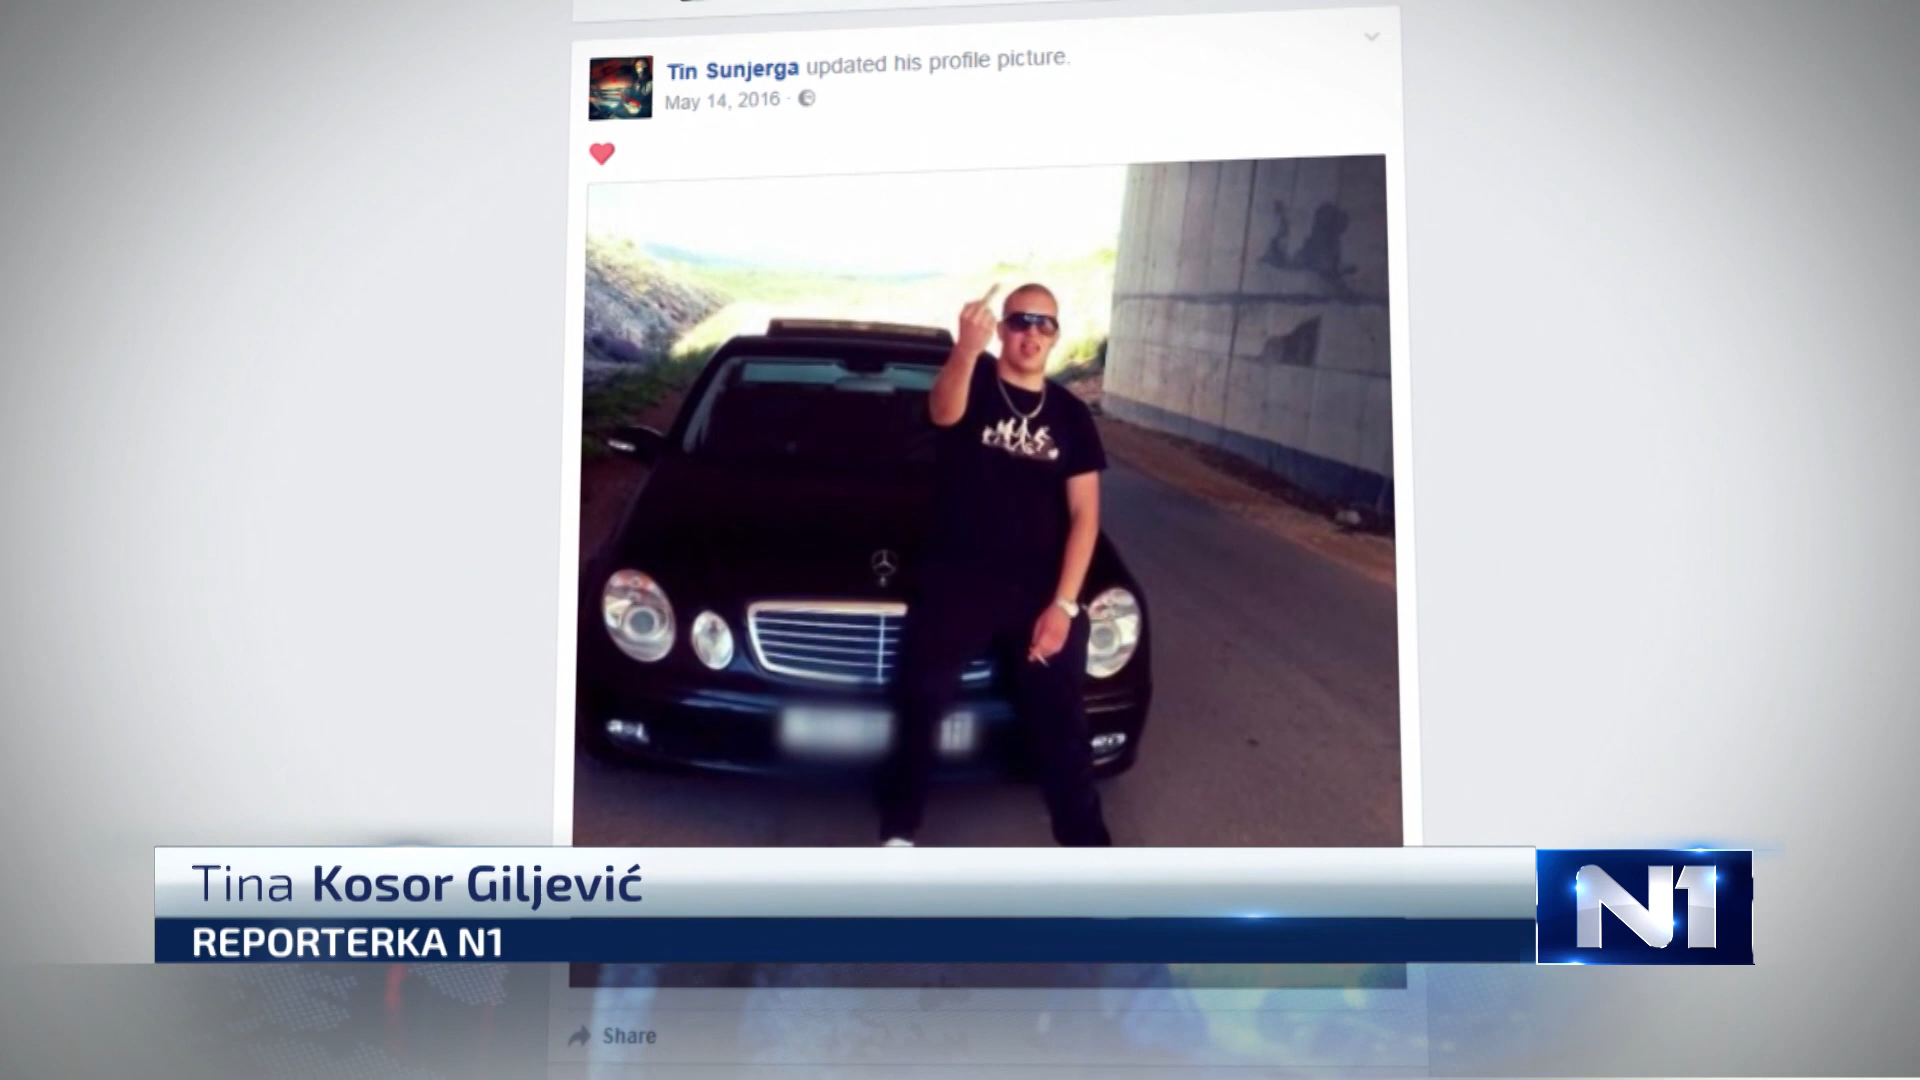 Tin Sunjerga updated his profile picture.
May 14, 2016 ·
Share
Tina Kosor Giljević
REPORTERKA N1
N1